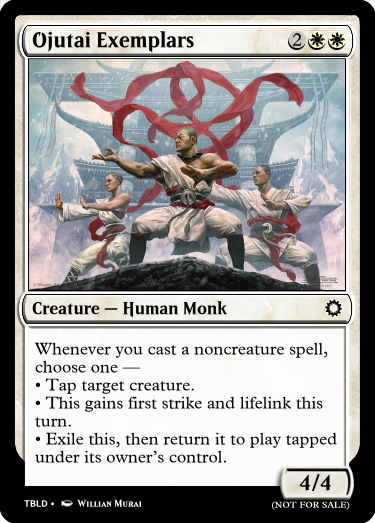 Ojutai Exemplars 2
Creature — Human Monk
Whenever you cast a noncreature spell,
choose one —
• Tap target creature.
• This gains first strike and lifelink this
turn.
• Exile this, then return it to play tapped
under its owner's control.
4/4
TBLD • Willian Murai
(NOT FOR SALE)